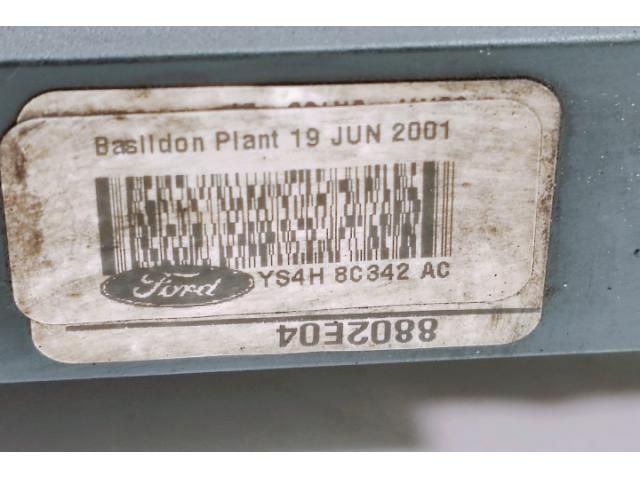 Basildon Plant 19 JUN 2001
Ford
YS4H 8C342 AC
8802E04